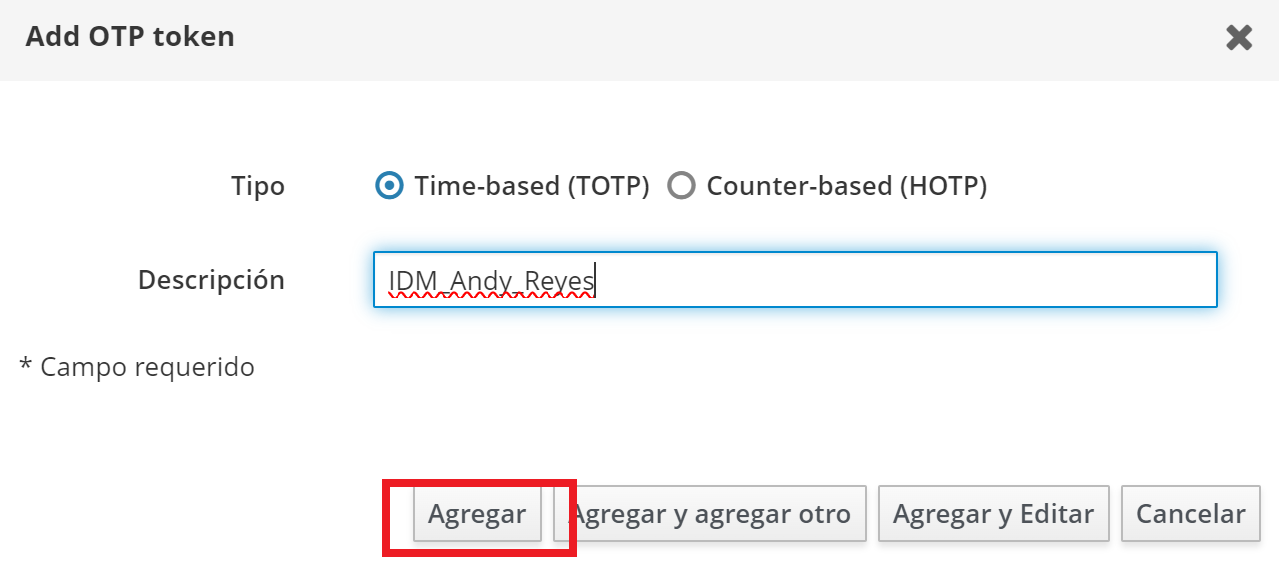 Add OTP token
Tipo Time-based (TOTP) Counter-based (HOTP)
Descripción IDM_Andy_Reyes
* Campo requerido
Agregar Agregar y agregar otro Agregar y Editar Cancelar